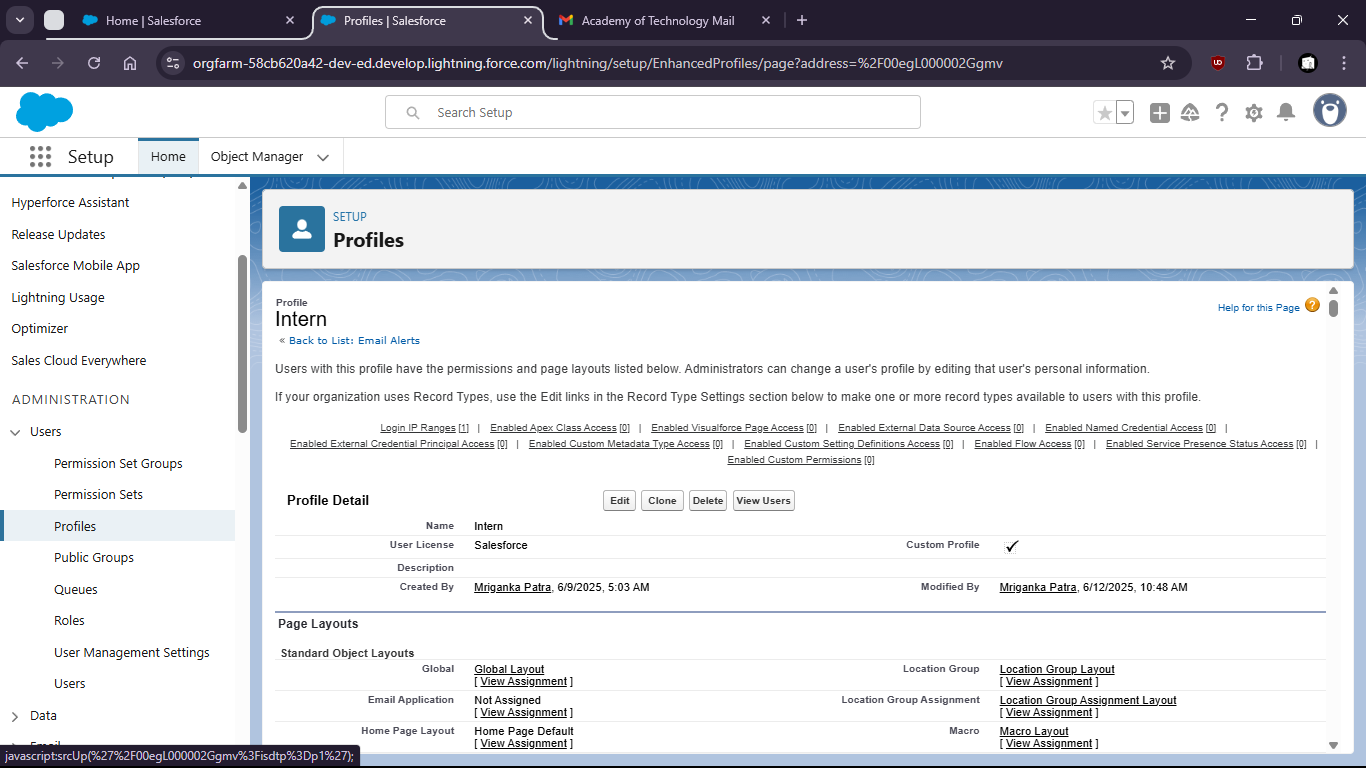 Home | Salesforce
Profiles | Salesforce
Academy of Technology Mail
orgfarm-58cb620a42-dev-ed.develop.lightning.force.com/lightning/setup/EnhancedProfiles/page?address=%2F00egL000002Ggmv
Search Setup
Setup
Home
Object Manager
Hyperforce Assistant
Release Updates
Salesforce Mobile App
Lightning Usage
Optimizer
Sales Cloud Everywhere
ADMINISTRATION
Users
Permission Set Groups
Permission Sets
Profiles
Public Groups
Queues
Roles
User Management Settings
Users
Data
javascript:srcUp(%27%2F00egL000002Ggmv%3Fisdtp%3Dp1%27);
SETUP
Profiles
Profile
Intern
« Back to List: Email Alerts
Help for this Page ?
Users with this profile have the permissions and page layouts listed below. Administrators can change a user's profile by editing that user's personal information.
If your organization uses Record Types, use the Edit links in the Record Type Settings section below to make one or more record types available to users with this profile.
Login IP Ranges [1] | Enabled Apex Class Access [0] | Enabled Visualforce Page Access [0] | Enabled External Data Source Access [0] | Enabled Named Credential Access [0] |
Enabled External Credential Principal Access [0] | Enabled Custom Metadata Type Access [0] | Enabled Custom Setting Definitions Access [0] | Enabled Flow Access [0] | Enabled Service Presence Status Access [0] |
Enabled Custom Permissions [0]
Profile Detail Edit Clone Delete View Users
Name Intern
User License Salesforce Custom Profile ✓
Description
Created By Mriganka Patra, 6/9/2025, 5:03 AM Modified By Mriganka Patra, 6/12/2025, 10:48 AM
Page Layouts
Standard Object Layouts
Global Global Layout Location Group Location Group Layout
[ View Assignment ] [ View Assignment ]
Email Application Not Assigned Location Group Assignment Location Group Assignment Layout
[ View Assignment ] [ View Assignment ]
Home Page Layout Home Page Default Macro Macro Layout
[ View Assignment ] [ View Assignment ]